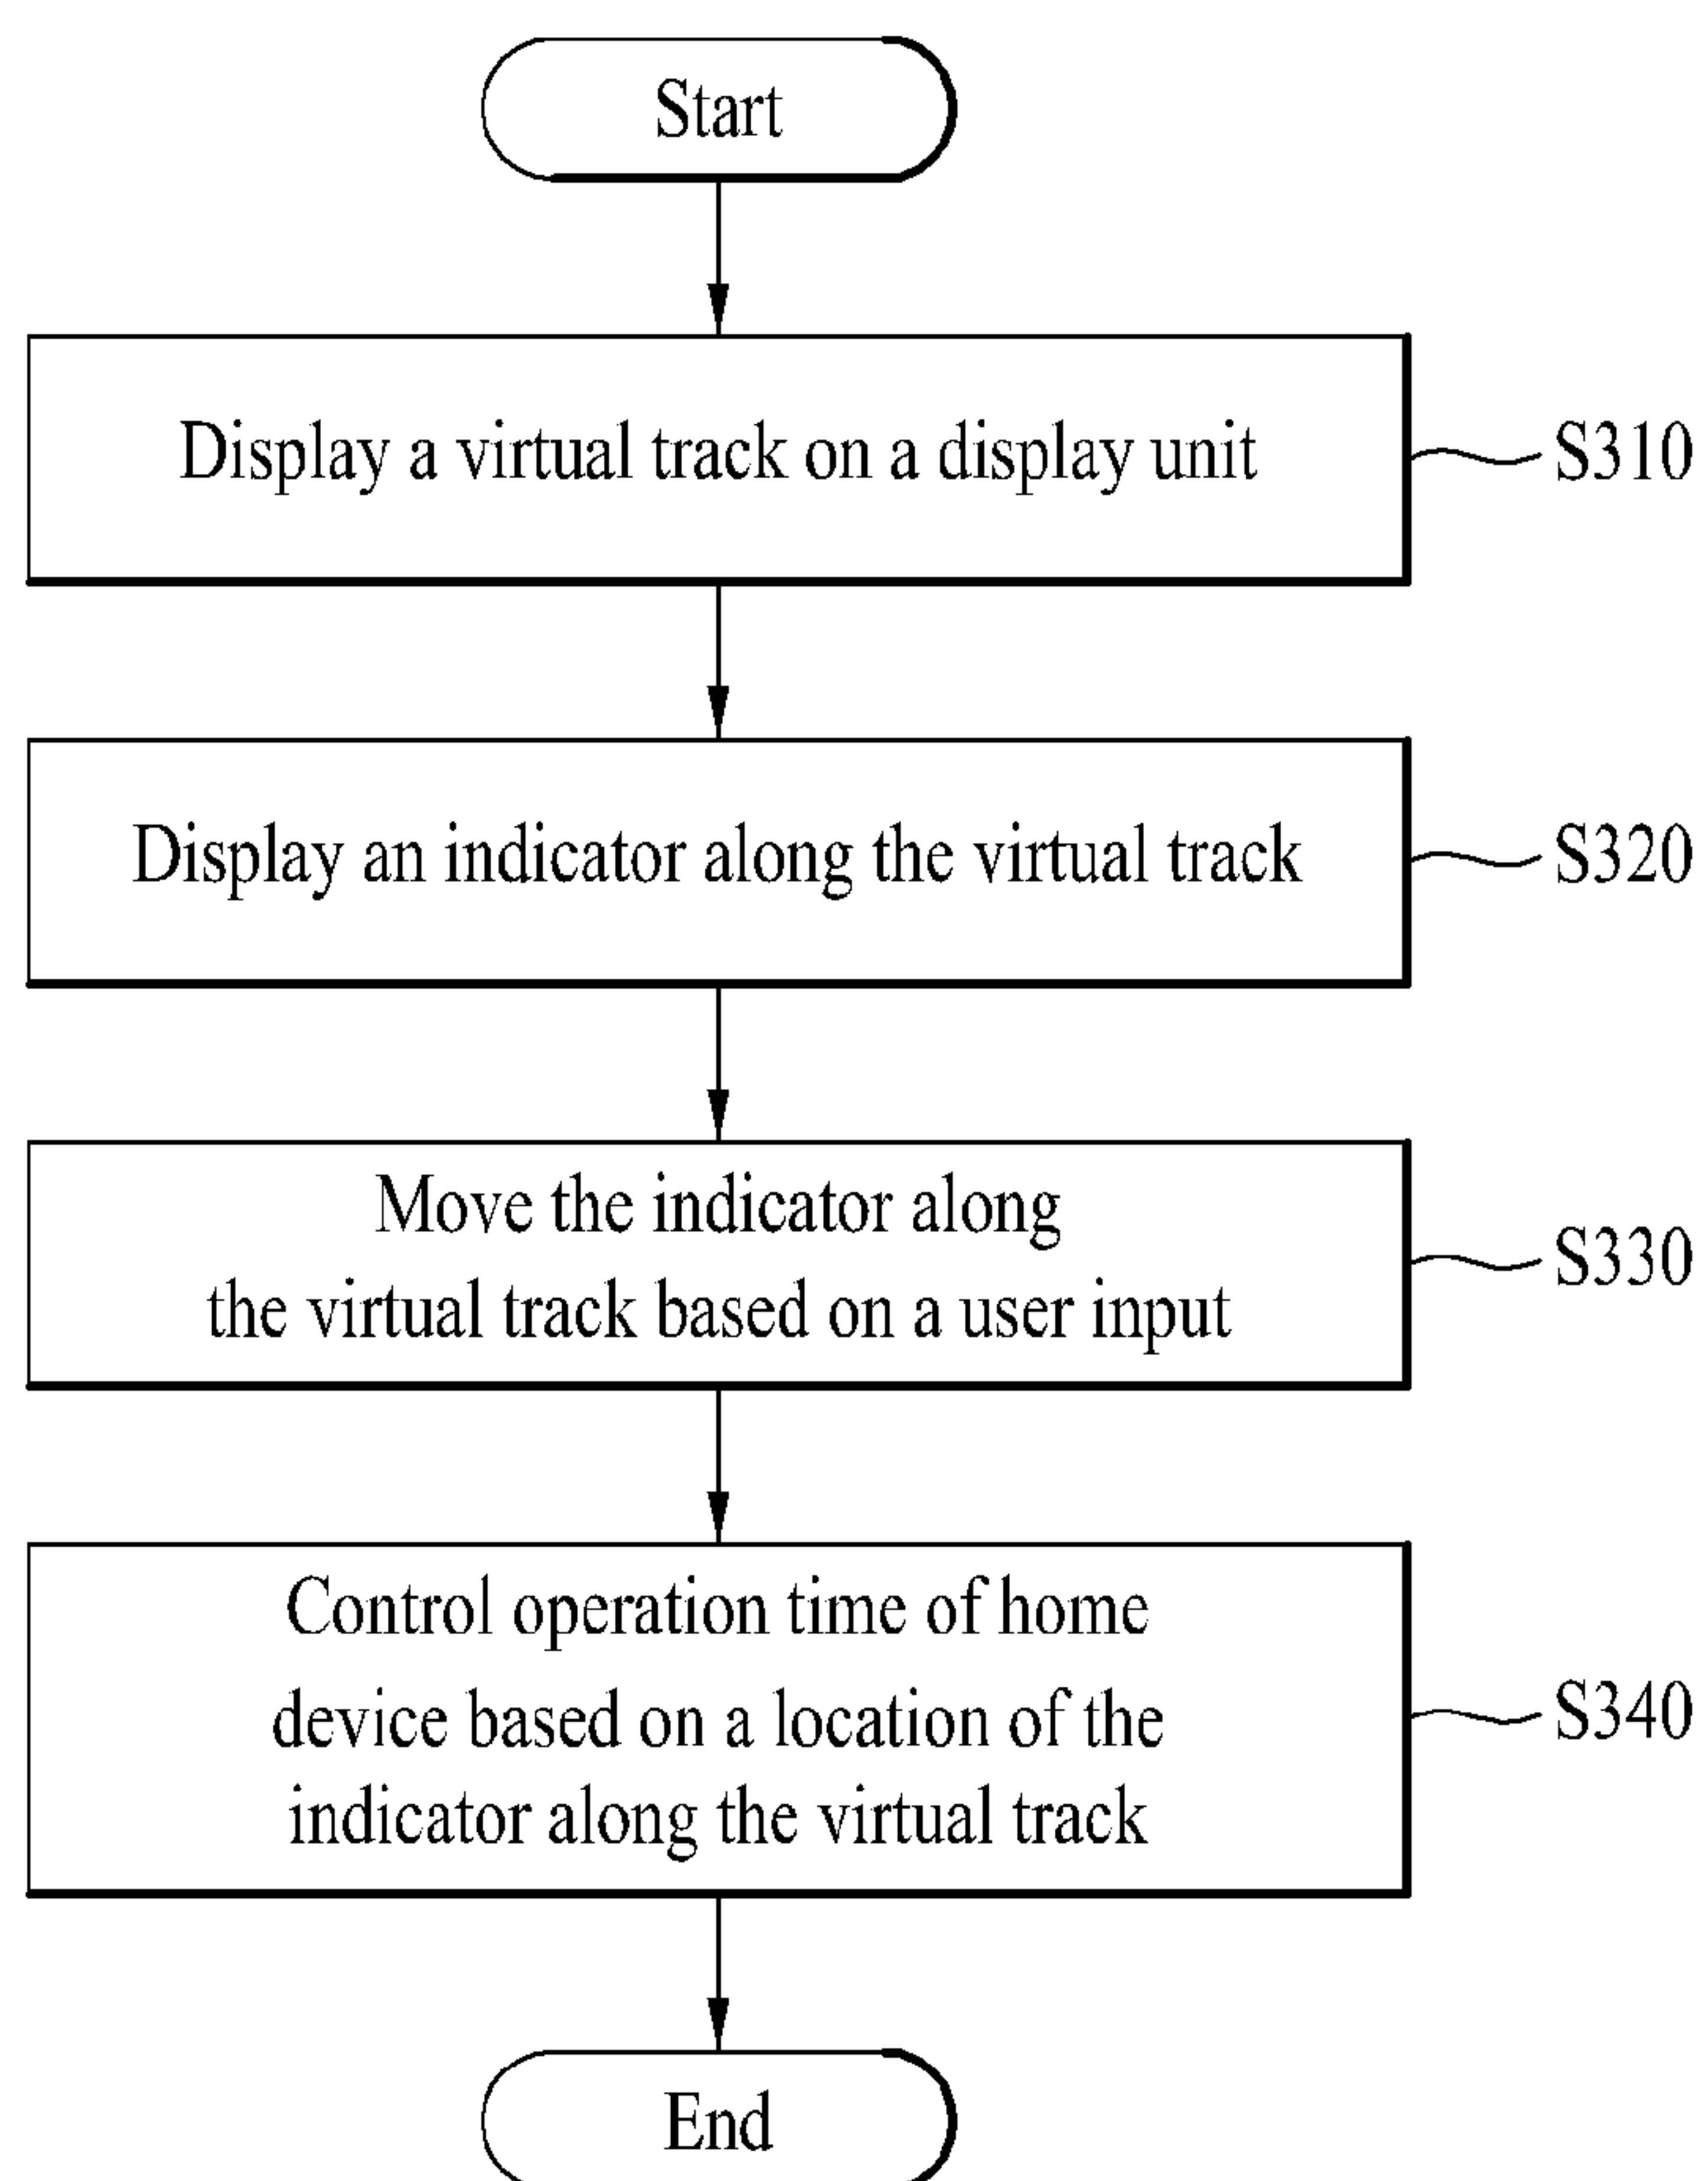 Start
Display a virtual track on a display unit
S310
Display an indicator along the virtual track
S320
Move the indicator along
the virtual track based on a user input
S330
Control operation time of home
device based on a location of the
indicator along the virtual track
S340
End